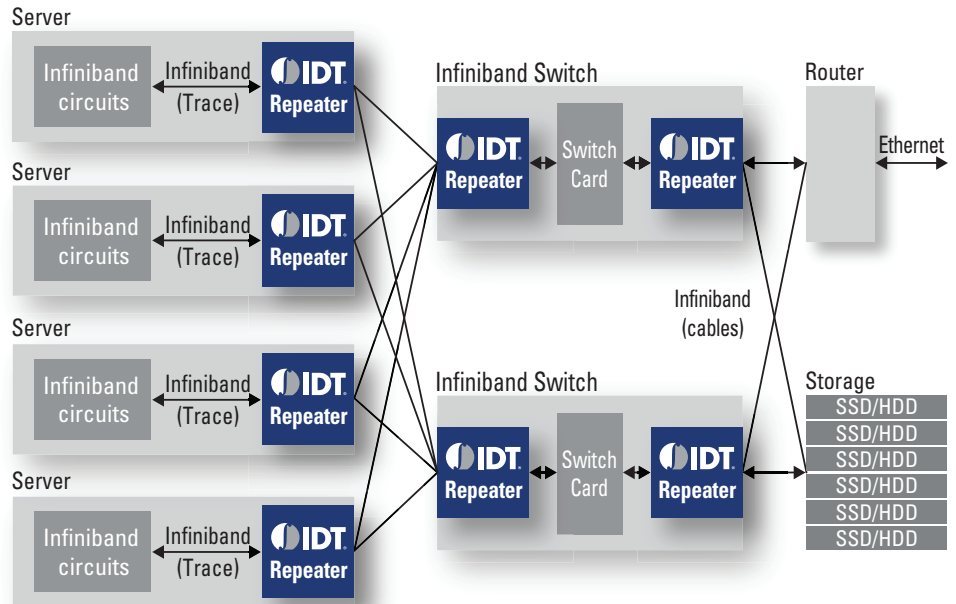 Server
Infiniband
circuits
Infiniband
(Trace)
IDT.
Repeater
Server
Infiniband
circuits
Infiniband
(Trace)
IDT.
Repeater
Server
Infiniband
circuits
Infiniband
(Trace)
IDT.
Repeater
Server
Infiniband
circuits
Infiniband
(Trace)
IDT.
Repeater
Infiniband Switch
IDT.
Repeater
Switch
Card
IDT.
Repeater
Infiniband Switch
IDT.
Repeater
Switch
Card
IDT.
Repeater
Infiniband
(cables)
Router
Ethernet
Storage
SSD/HDD
SSD/HDD
SSD/HDD
SSD/HDD
SSD/HDD
SSD/HDD